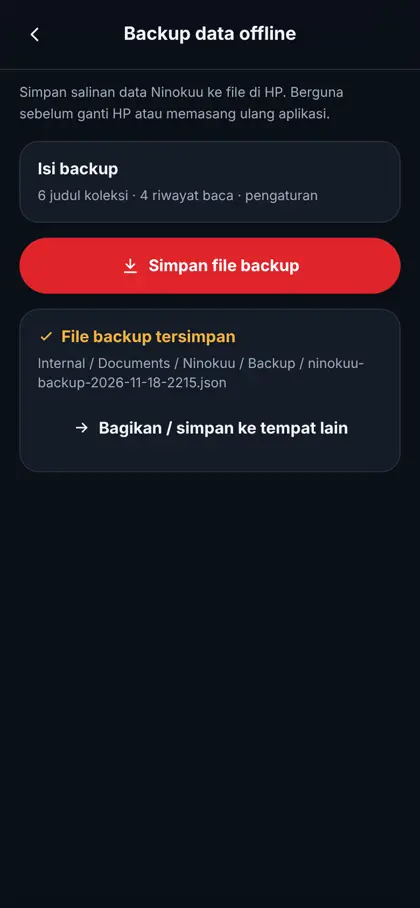 Backup data offline
Simpan salinan data Ninokuu ke file di HP. Berguna
sebelum ganti HP atau memasang ulang aplikasi.
Isi backup
6 judul koleksi · 4 riwayat baca · pengaturan
Simpan file backup
File backup tersimpan
Internal / Documents / Ninokuu / Backup / ninokuu-
backup-2026-11-18-2215.json
Bagikan / simpan ke tempat lain